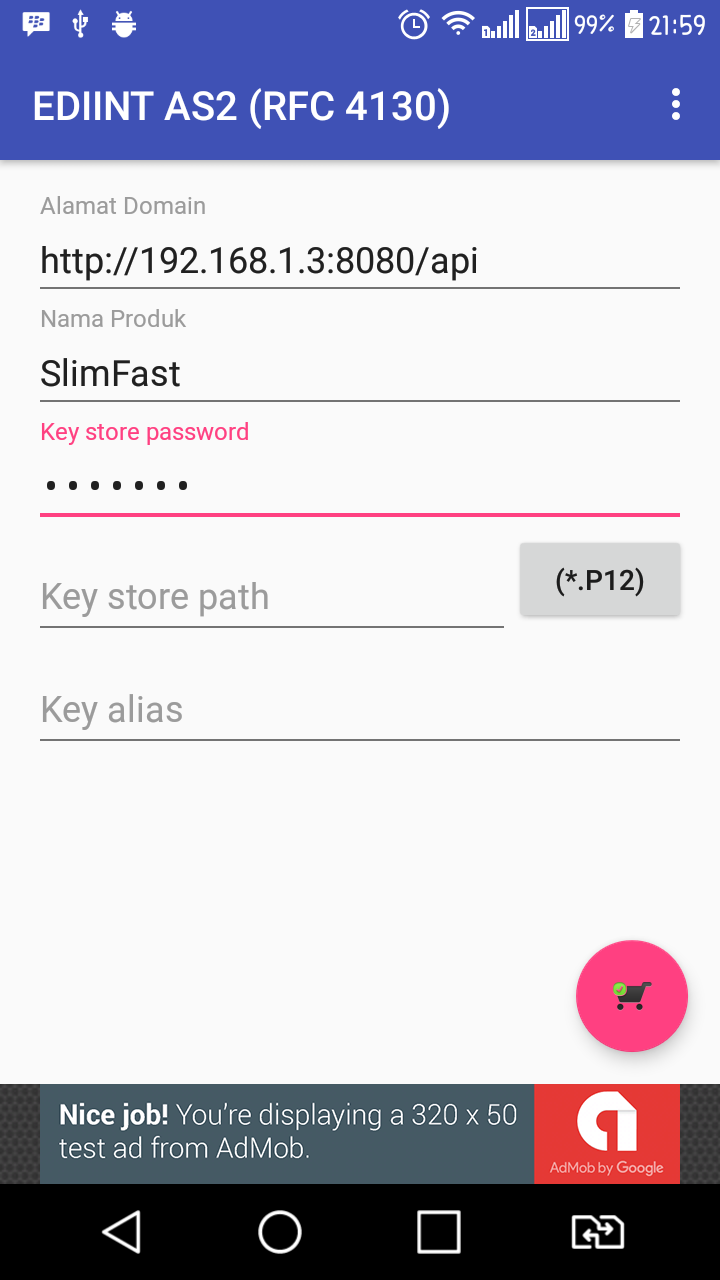 99% 21:59
EDIINT AS2 (RFC 4130)
Alamat Domain
http://192.168.1.3:8080/api
Nama Produk
SlimFast
Key store password
•••••••
Key store path
(*.P12)
Key alias
Nice job! You're displaying a 320 x 50
test ad from AdMob.
AdMob by Google